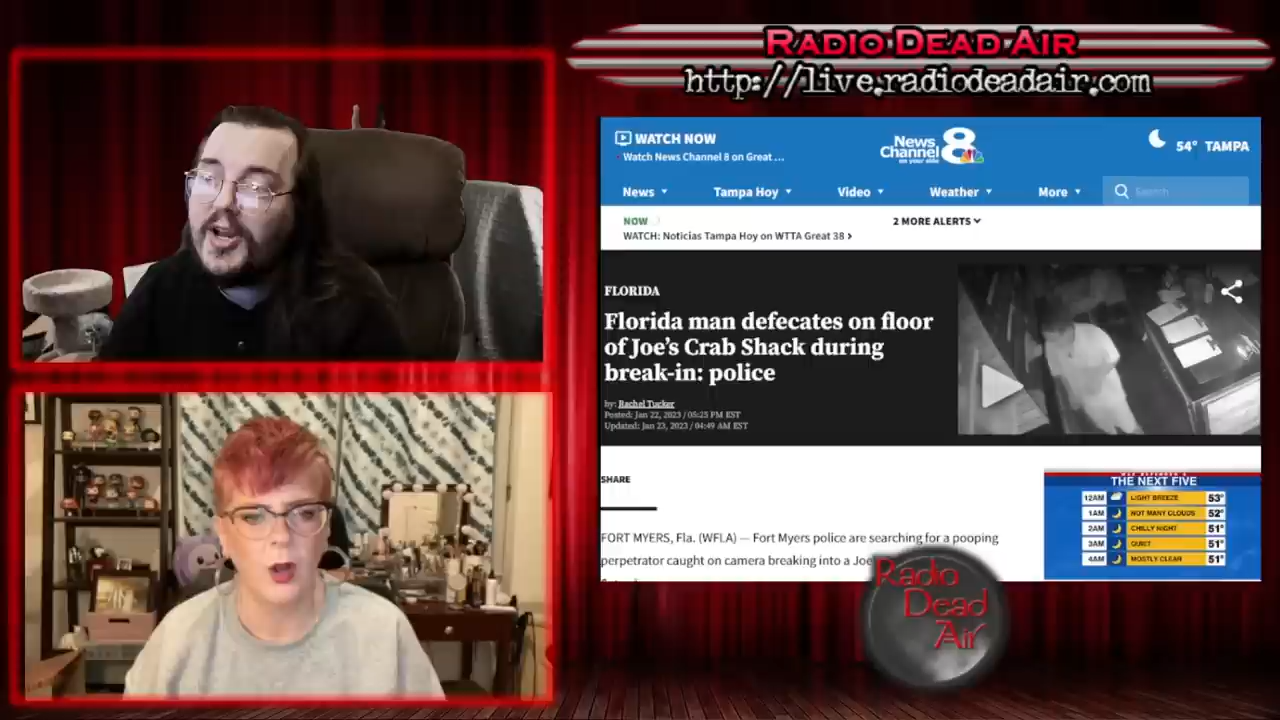 RADIO DEAD AIR
http://live.radiodeadair.com
WATCH NOW
Watch News Channel 8 on Great ...
News
Channel 8
on your side
54° TAMPA
News
Tampa Hoy
Video
Weather
More
Search
NOW
2 MORE ALERTS
WATCH: Noticias Tampa Hoy on WTTA Great 38 >
FLORIDA
Florida man defecates on floor
of Joe's Crab Shack during
break-in: police
by: Rachel Tucker
Posted: Jan 22, 2023 / 05:25 PM EST
Updated: Jan 23, 2023 / 04:49 AM EST
SHARE
THE NEXT FIVE
12AM LIGHT BREEZE 53°
1AM NOT MANY CLOUDS 52°
2AM CHILLY NIGHT 51°
3AM QUIET 51°
4AM MOSTLY CLEAR 51°
FORT MYERS, Fla. (WFLA) — Fort Myers police are searching for a pooping
perpetrator caught on camera breaking into a Joe
Radio
Dead
Air